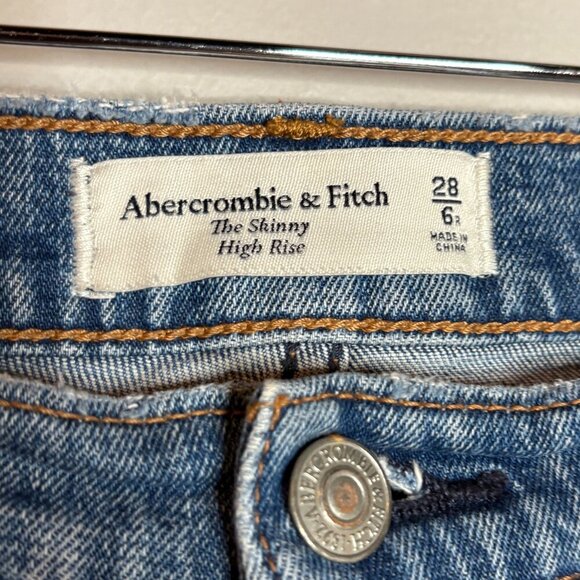 Abercrombie & Fitch
The Skinny
High Rise
28
6R
MADE IN
CHINA
ABERCROMBIE & FITCH